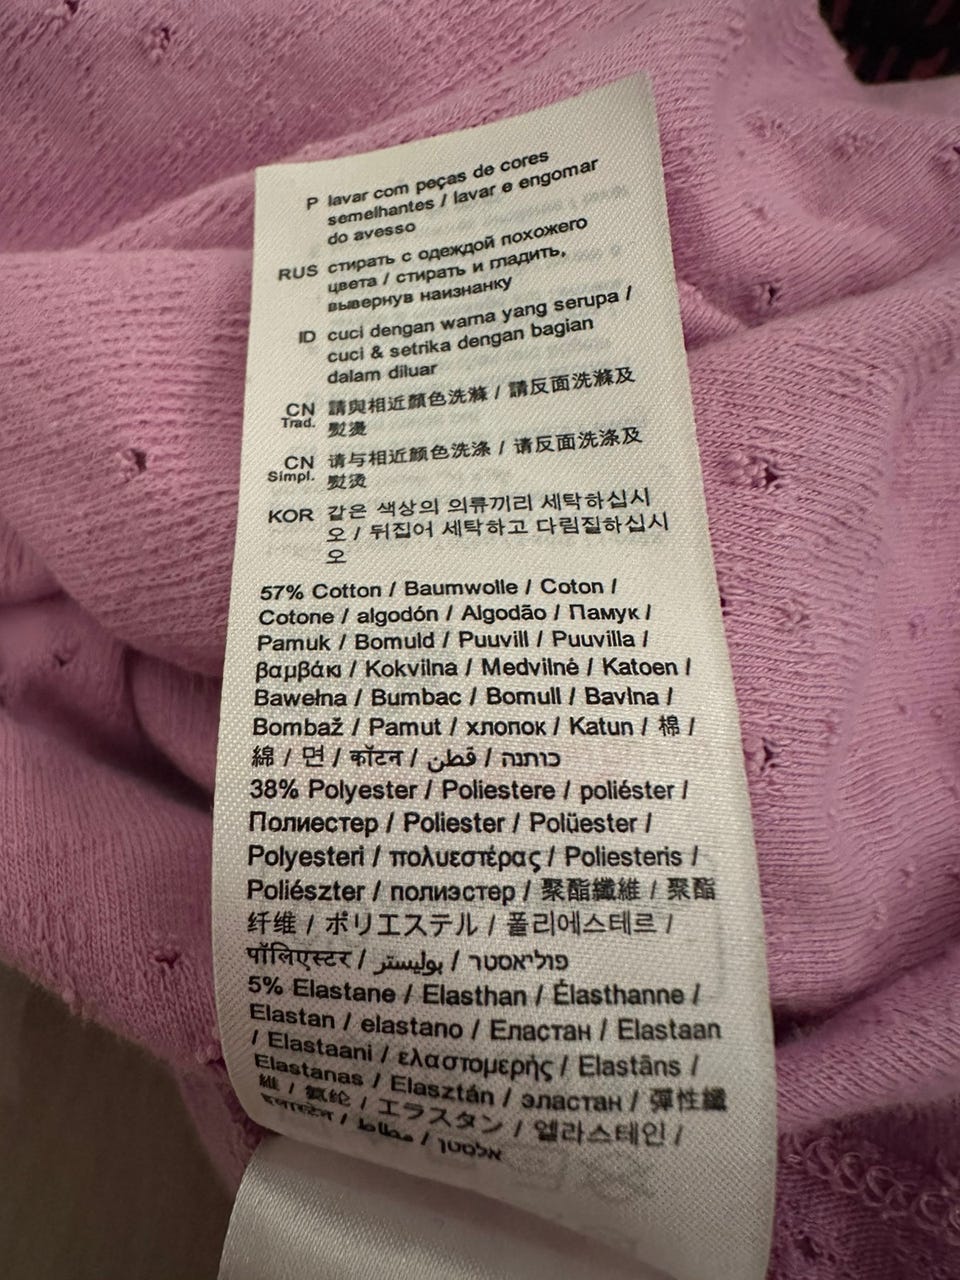 P lavar com peças de cores
semelhantes / lavar e engomar
do avesso
RUS стирать с одеждой похожего
цвета / стирать и гладить,
вывернув наизнанку
ID cuci dengan warna yang serupa /
cuci & setrika dengan bagian
dalam diluar
CN Trad. 請與相近顏色洗滌 / 請反面洗滌及
熨燙
CN Simpl. 请与相近颜色洗涤 / 请反面洗涤及
熨烫
KOR 같은 색상의 의류끼리 세탁하십시
오 / 뒤집어 세탁하고 다림질하십시
오
57% Cotton / Baumwolle / Coton /
Cotone / algodón / Algodão / Памук /
Pamuk / Bomuld / Puuvill / Puuvilla /
βαμβάκι / Kokvilna / Medvilnė / Katoen /
Bawełna / Bumbac / Bomull / Bavlna /
Bombaž / Pamut / хлопок / Katun / 棉 /
綿 / 면 / कॉटन / قطن / כותנה
38% Polyester / Poliestere / poliéster /
Полиестер / Poliester / Polüester /
Polyesteri / πολυεστέρας / Poliesteris /
Poliészter / полиэстер / 聚酯纖維 / 聚酯
纤维 / ポリエステル / 폴리에스테르 /
पॉलिएस्टर / بوليستر / פוליאסטר
5% Elastane / Elasthan / Élasthanne /
Elastan / elastano / Еластан / Elastaan
/ Elastaani / ελαστομερής / Elastāns /
Elastanas / Elasztán / эластан / 彈性纖
維 / 氨纶 / エラスタン / 엘라스테인 /
इलास्टेन / مطاط / אלסטן